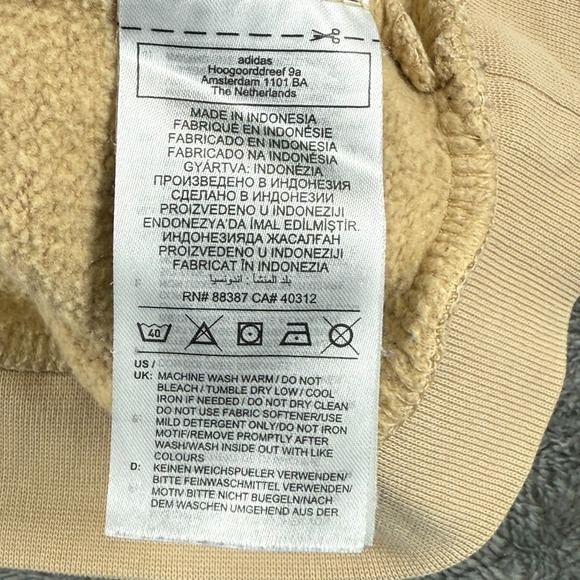 adidas
Hoogoorddreef 9a
Amsterdam 1101 BA
The Netherlands
MADE IN INDONESIA
FABRIQUÉ EN INDONÉSIE
FABRICADO EN INDONESIA
FABRICADO NA INDONÉSIA
GYÁRTVA: INDONÉZIA
ПРОИЗВЕДЕНО В ИНДОНЕЗИЯ
СДЕЛАНО В ИНДОНЕЗИИ
PROIZVEDENO U INDONEZIJI
ENDONEZYA'DA İMAL EDİLMİŞTİR.
ИНДОНЕЗИЯДА ЖАСАЛҒАН
PROIZVEDENO U INDONEZIJI
FABRICAT ÎN INDONEZIA
بلد المنشأ: اندونيسيا
RN# 88387 CA# 40312
40
US /
UK: MACHINE WASH WARM / DO NOT
BLEACH / TUMBLE DRY LOW / COOL
IRON IF NEEDED / DO NOT DRY CLEAN
DO NOT USE FABRIC SOFTENER/USE
MILD DETERGENT ONLY/DO NOT IRON
MOTIF/REMOVE PROMPTLY AFTER
WASH/WASH INSIDE OUT WITH LIKE
COLOURS
D: KEINEN WEICHSPUELER VERWENDEN/
BITTE FEINWASCHMITTEL VERWENDEN/
MOTIV BITTE NICHT BUEGELN/NACH
DEM WASCHEN UMGEHEND AUS DER